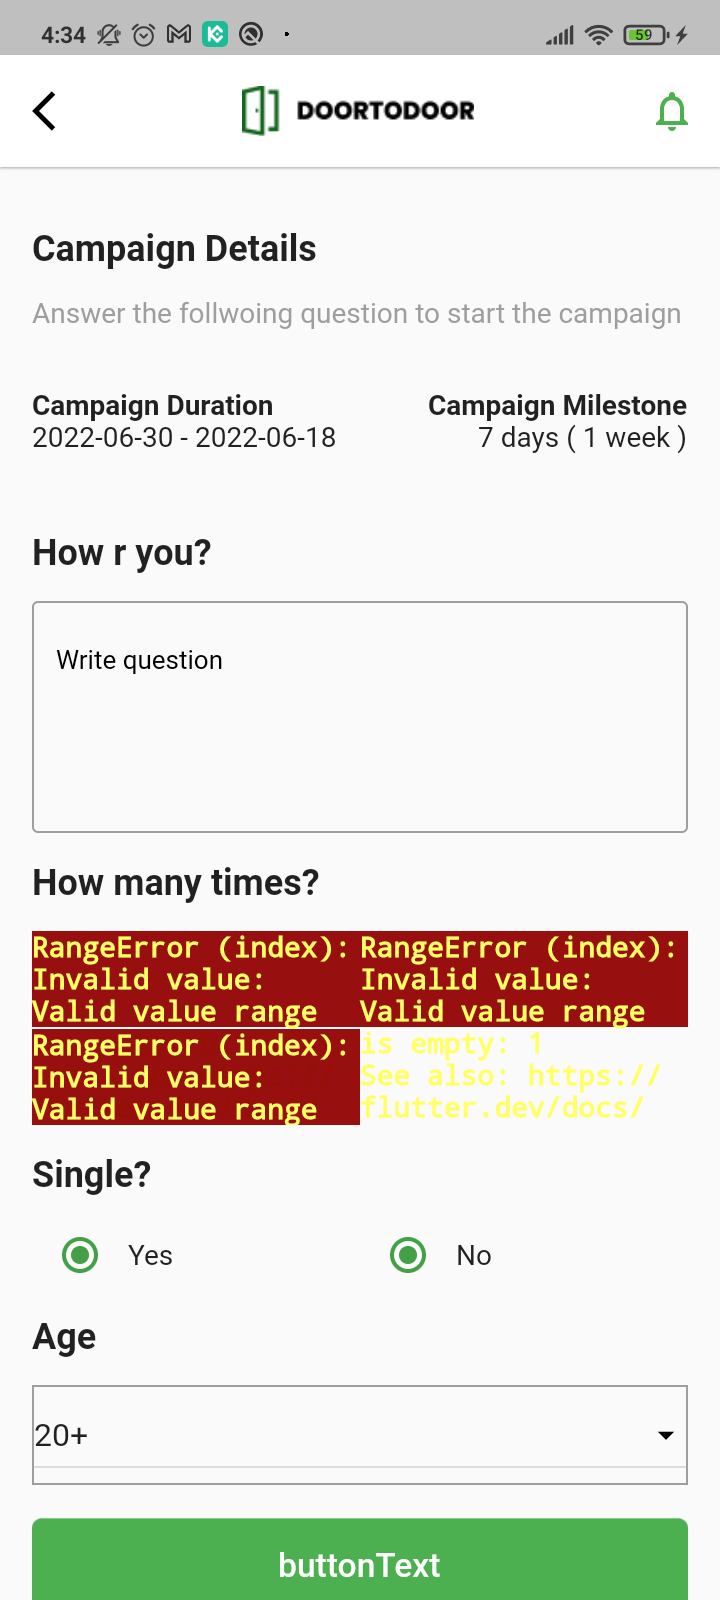 4:34
59
DOORTODOOR
Campaign Details
Answer the follwoing question to start the campaign
Campaign Duration
2022-06-30 - 2022-06-18
Campaign Milestone
7 days ( 1 week )
How r you?
Write question
How many times?
RangeError (index):
Invalid value:
Valid value range
RangeError (index):
Invalid value:
Valid value range
is empty: 1
See also: https://
flutter.dev/docs/
RangeError (index):
Invalid value:
Valid value range
Single?
Yes
No
Age
20+
buttonText